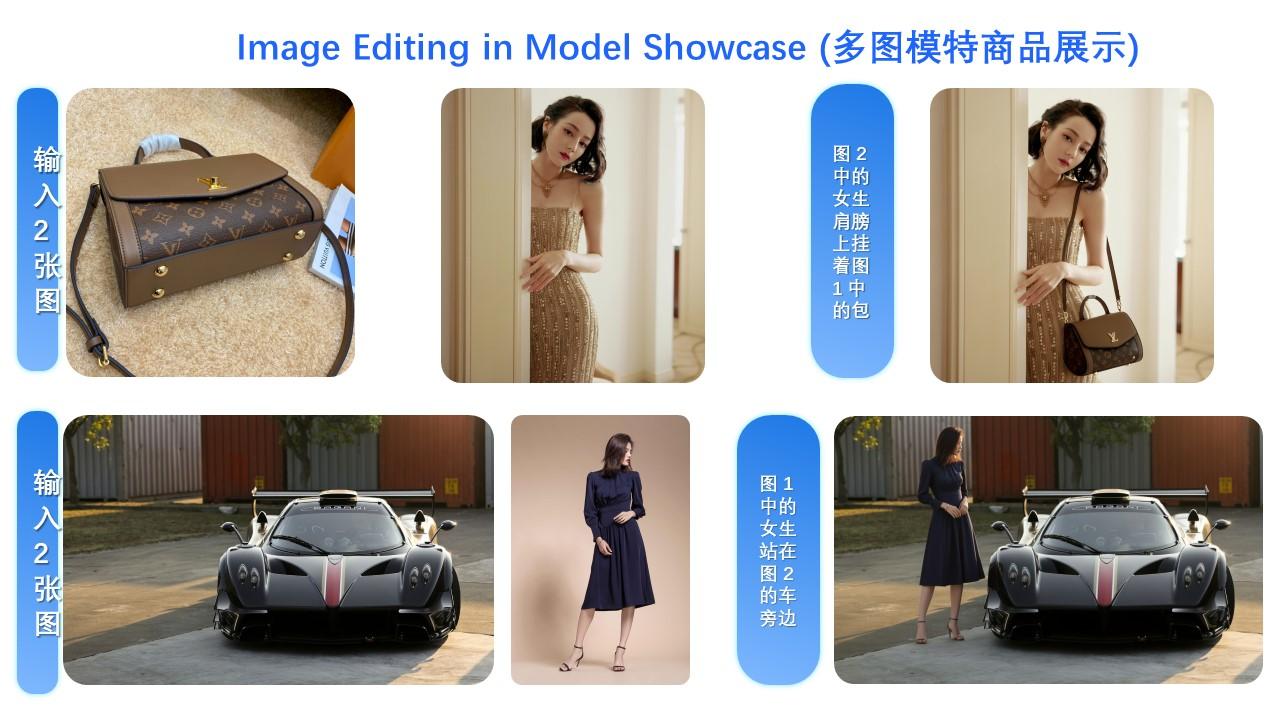 Image Editing in Model Showcase (多图模特商品展示)
输
入
2
张
图
图 2
中的
女生
肩膀
上挂
着图
1 中
的包
输
入
2
张
图
PAGANI
图 1
中的
女生
站在
图 2
的车
旁边